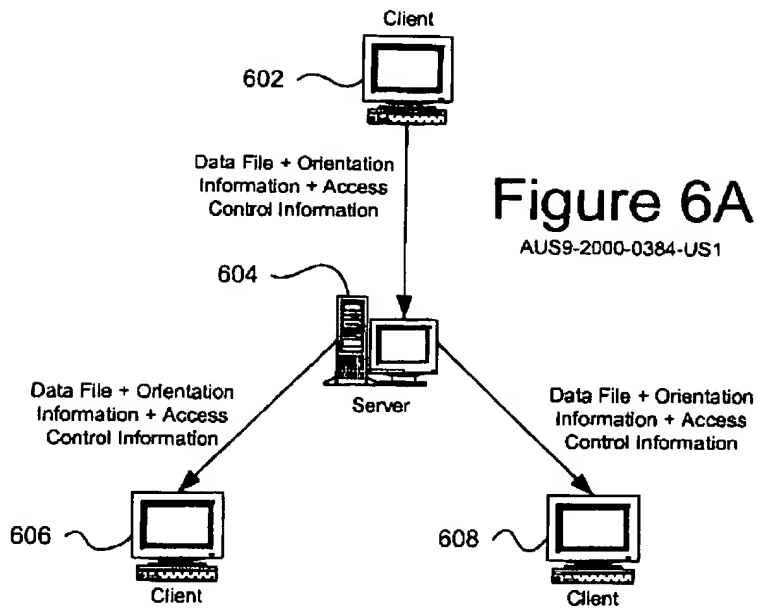 Client
602
Data File + Orientation
Information + Access
Control Information
Figure 6A
AUS9-2000-0384-US1
604
Server
Data File + Orientation
Information + Access
Control Information
Data File + Orientation
Information + Access
Control Information
606
Client
608
Client